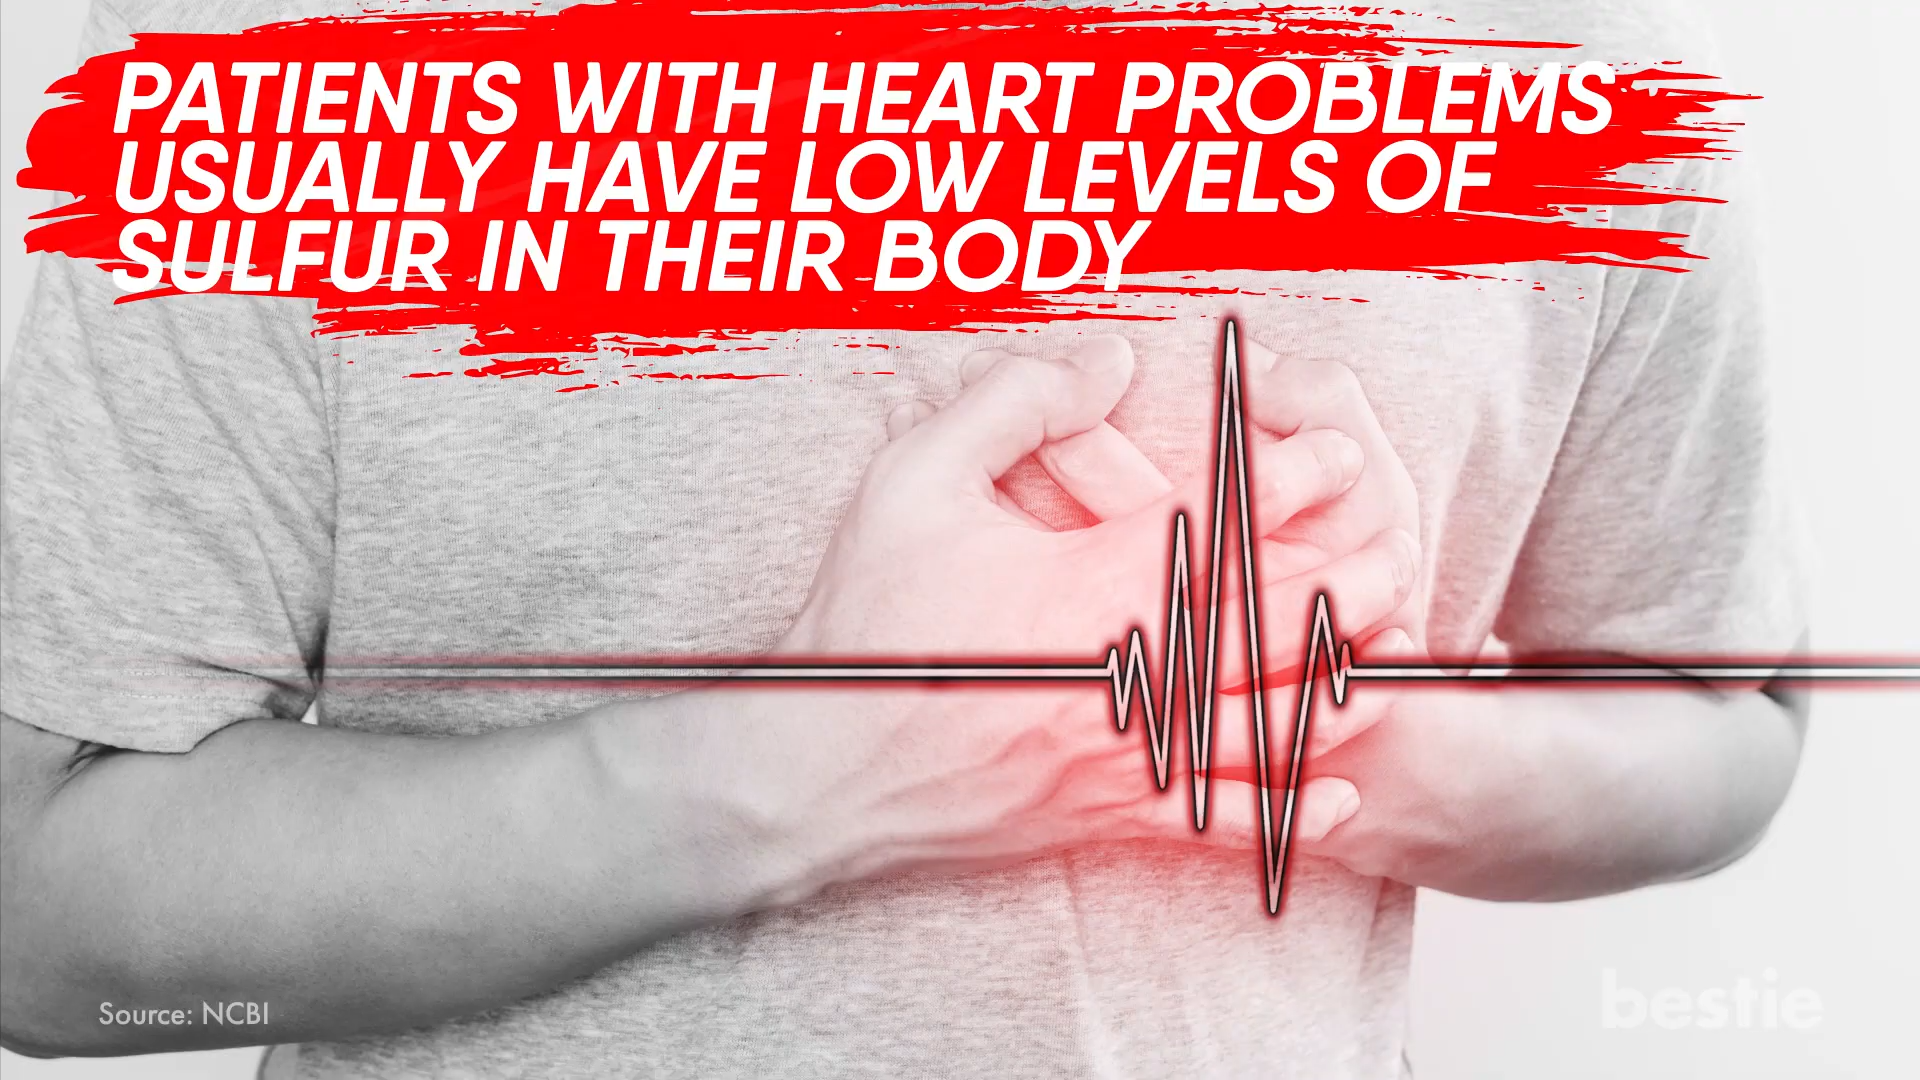 PATIENTS WITH HEART PROBLEMS
USUALLY HAVE LOW LEVELS OF
SULFUR IN THEIR BODY
Source: NCBI
bestie